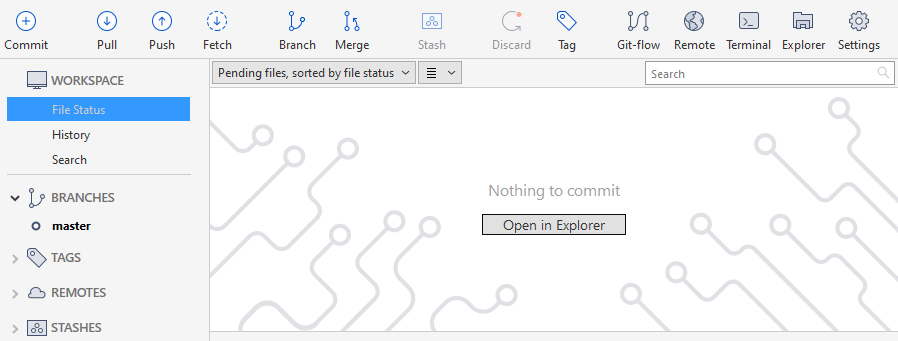 Commit Pull Push Fetch Branch Merge Stash Discard Tag Git-flow Remote Terminal Explorer Settings
WORKSPACE
File Status
History
Search
BRANCHES
master
TAGS
REMOTES
STASHES
Pending files, sorted by file status
Search
Nothing to commit
Open in Explorer